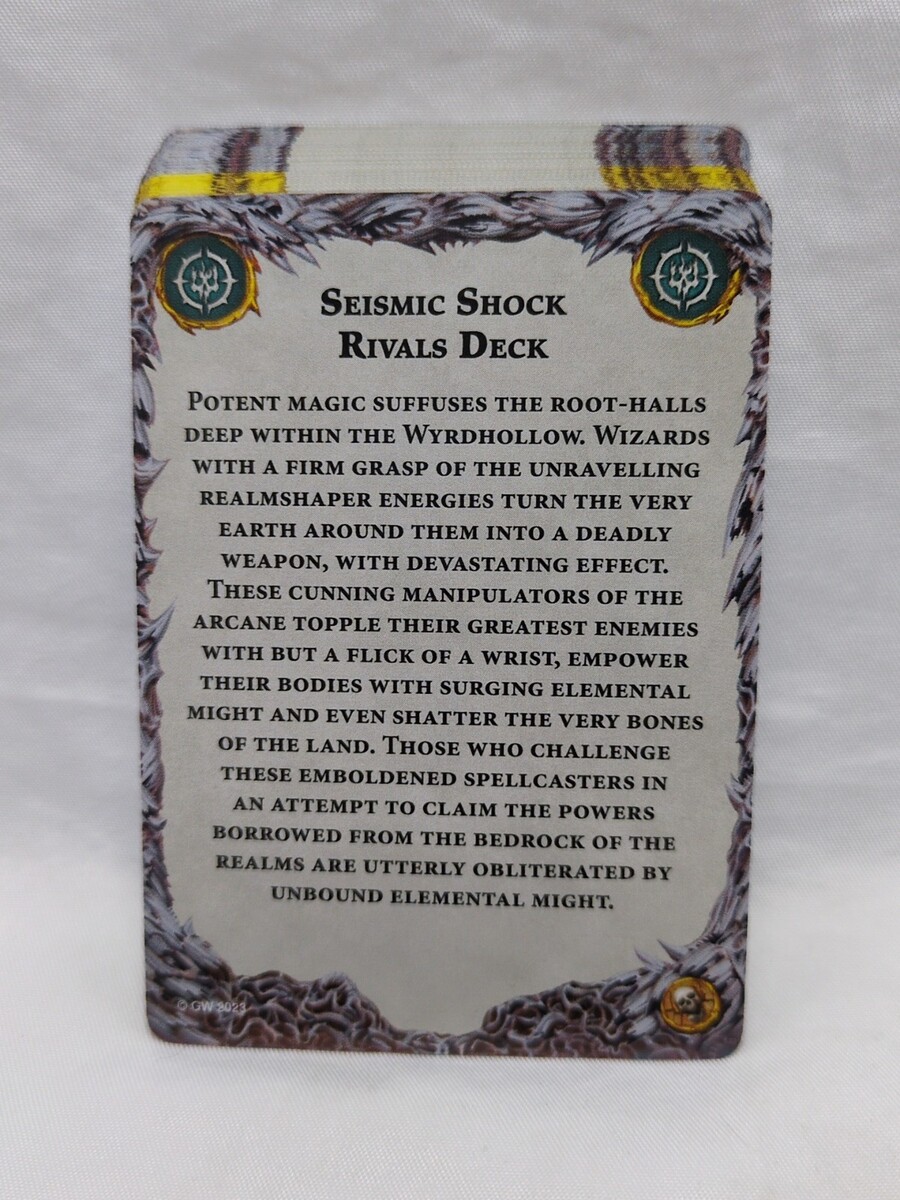 Seismic Shock
Rivals Deck
Potent magic suffuses the root-halls
deep within the Wyrdhollow. Wizards
with a firm grasp of the unravelling
realmshaper energies turn the very
earth around them into a deadly
weapon, with devastating effect.
These cunning manipulators of the
arcane topple their greatest enemies
with but a flick of a wrist, empower
their bodies with surging elemental
might and even shatter the very bones
of the land. Those who challenge
these emboldened spellcasters in
an attempt to claim the powers
borrowed from the bedrock of the
realms are utterly obliterated by
unbound elemental might.
© GW 2023